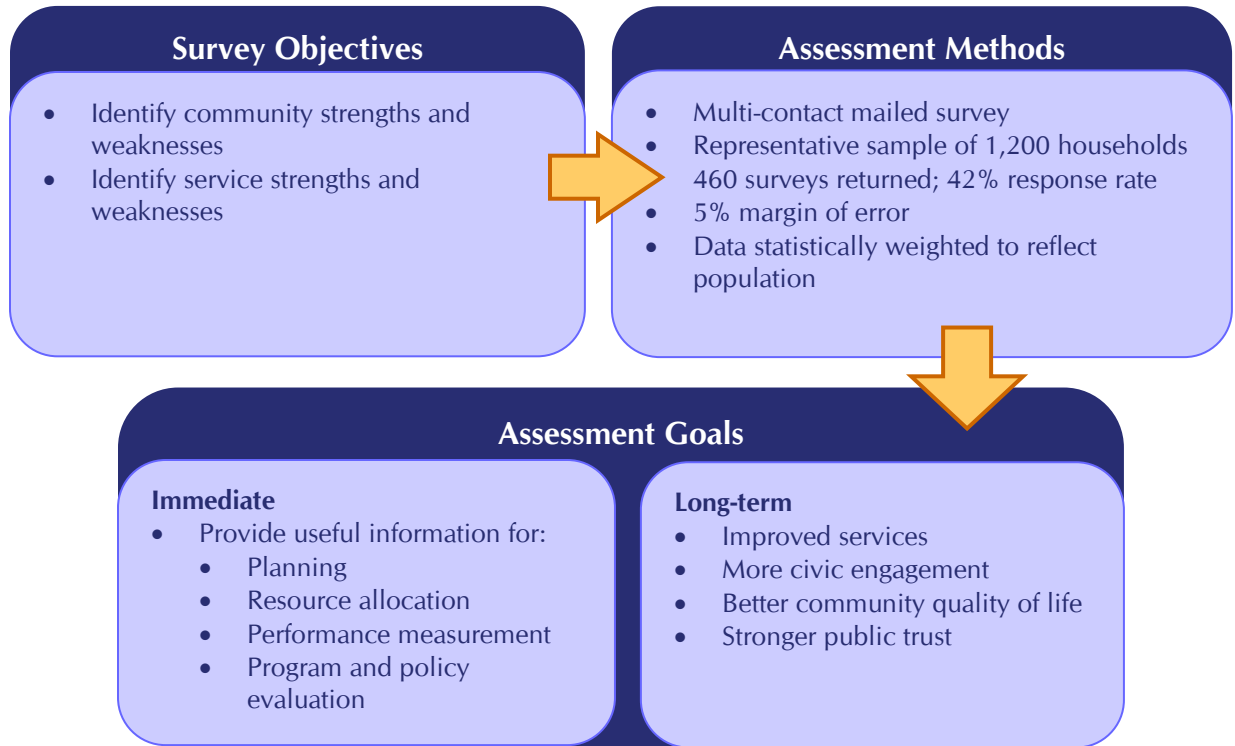 Survey Objectives
• Identify community strengths and
weaknesses
• Identify service strengths and
weaknesses
Assessment Methods
• Multi-contact mailed survey
• Representative sample of 1,200 households
• 460 surveys returned; 42% response rate
• 5% margin of error
• Data statistically weighted to reflect
population
Assessment Goals
Immediate
• Provide useful information for:
• Planning
• Resource allocation
• Performance measurement
• Program and policy
evaluation
Long-term
• Improved services
• More civic engagement
• Better community quality of life
• Stronger public trust